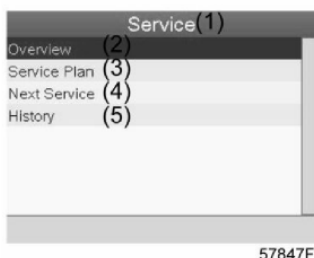 Service(1)
Overview (2)
Service Plan (3)
Next Service (4)
History (5)
57847F